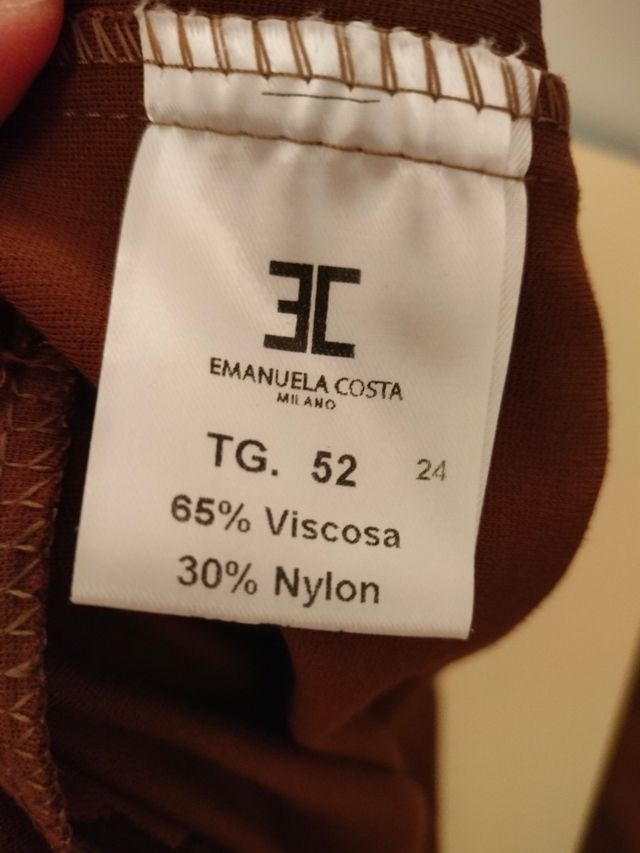 EMANUELA COSTA
MILANO
TG. 52 24
65% Viscosa
30% Nylon